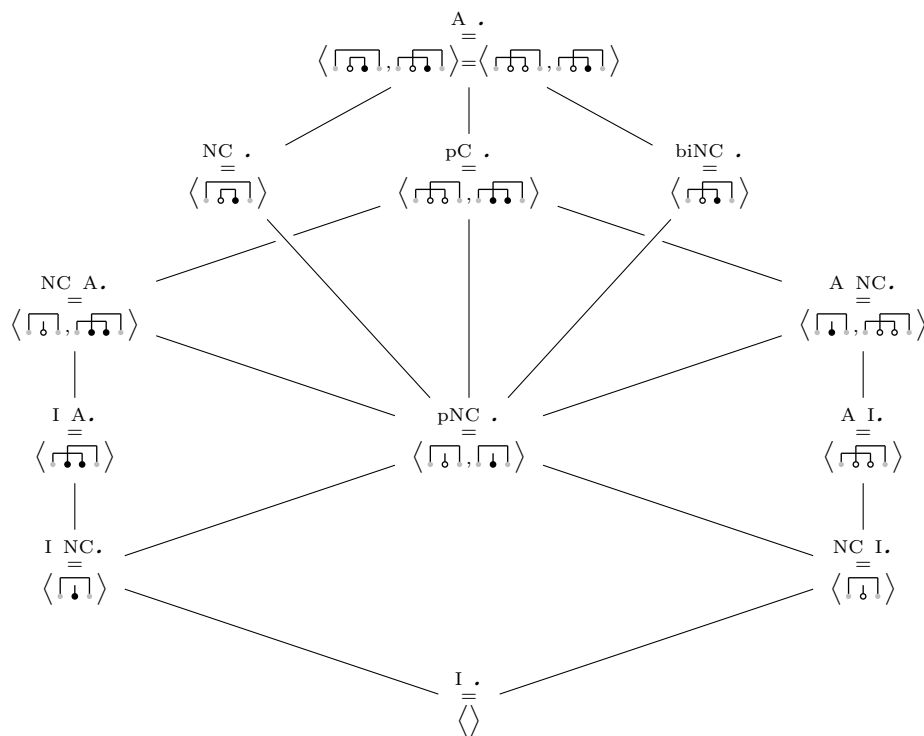 A .
=
⟨ , ⟩=⟨ , ⟩
NC .
=
⟨ ⟩
pC .
=
⟨ , ⟩
biNC .
=
⟨ ⟩
NC A.
=
⟨ , ⟩
A NC.
=
⟨ , ⟩
I A.
=
⟨ ⟩
pNC .
=
⟨ , ⟩
A I.
=
⟨ ⟩
I NC.
=
⟨ ⟩
NC I.
=
⟨ ⟩
I .
=
⟨⟩